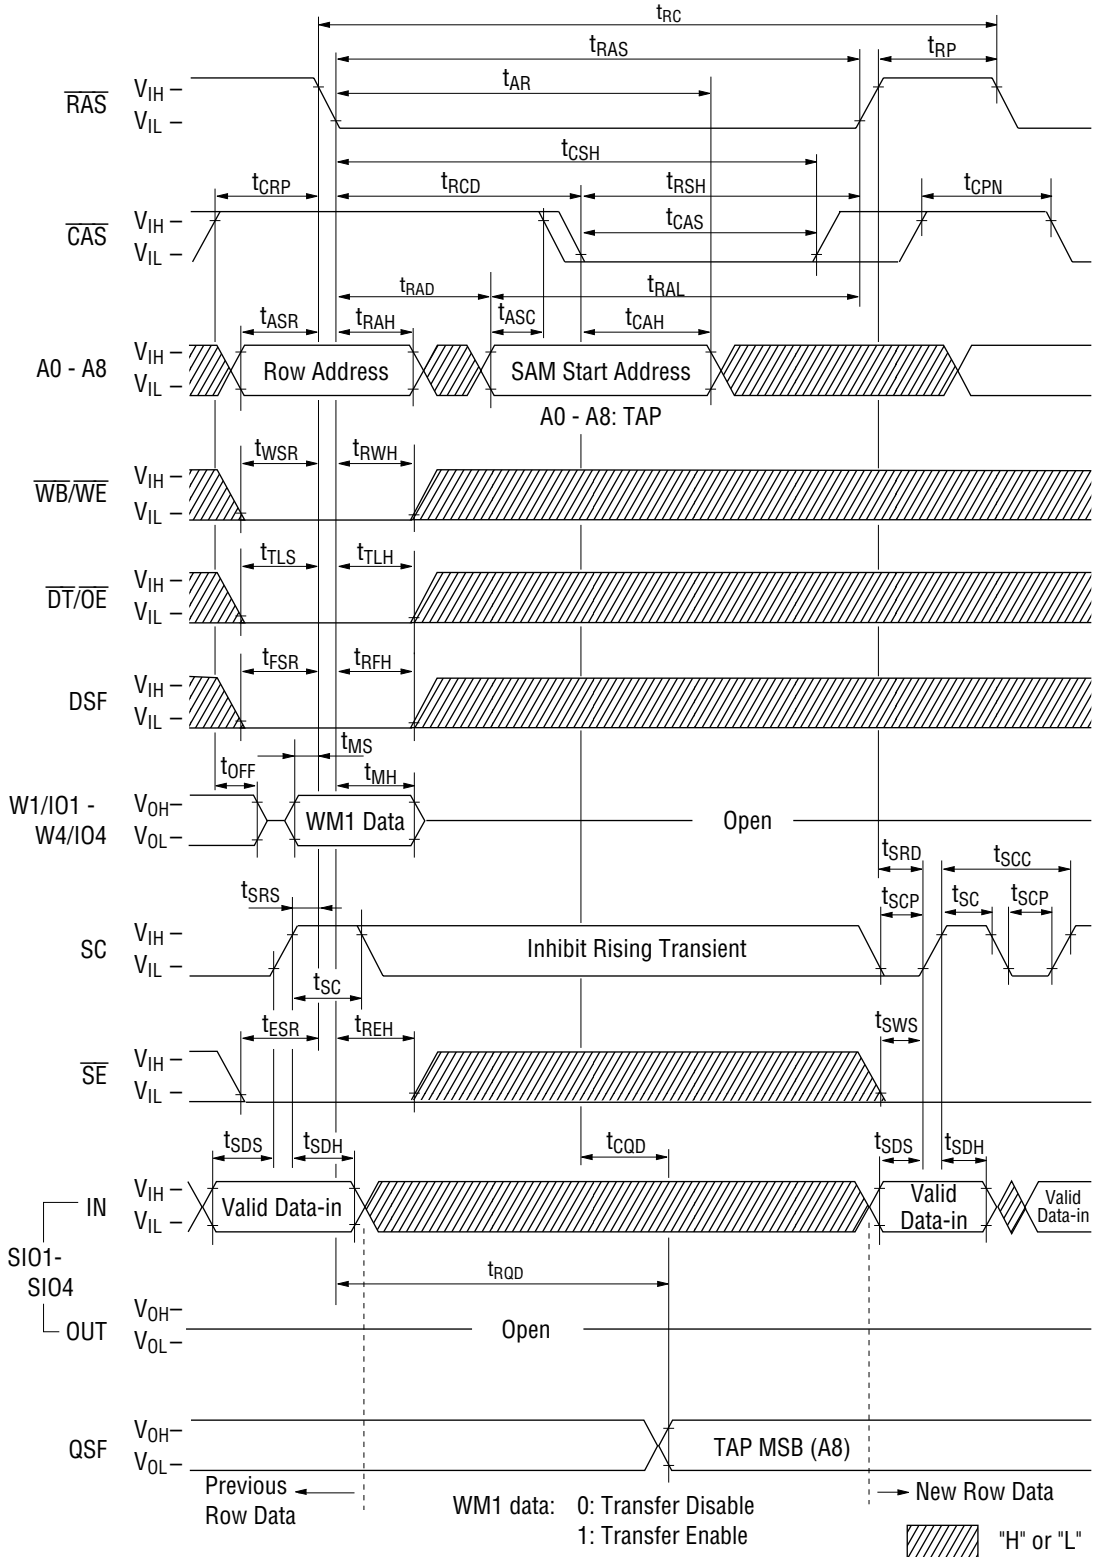 tRC
tRAS
tRP
tAR
RAS
VIH
VIL
tCSH
tCRP
tRCD
tRSH
tCPN
tCAS
CAS
VIH
VIL
tRAD
tRAL
tASR
tRAH
tASC
tCAH
A0 - A8
VIH
VIL
Row Address
SAM Start Address
A0 - A8: TAP
tWSR
tRWH
WB/WE
VIH
VIL
tTLS
tTLH
DT/OE
VIH
VIL
tFSR
tRFH
DSF
VIH
VIL
tMS
tOFF
tMH
W1/IO1 -
W4/IO4
VOH
VOL
WM1 Data
Open
tSRD
tSCC
tSRS
tSCP
tSC
tSCP
SC
VIH
VIL
Inhibit Rising Transient
tSC
tESR
tREH
tSWS
SE
VIH
VIL
tSDS
tSDH
tCQD
tSDS
tSDH
IN
VIH
VIL
Valid Data-in
Valid
Data-in
Valid
Data-in
SIO1-
SIO4
tRQD
OUT
VOH
VOL
Open
QSF
VOH
VOL
TAP MSB (A8)
Previous
Row Data
New Row Data
WM1 data: 0: Transfer Disable
1: Transfer Enable
"H" or "L"